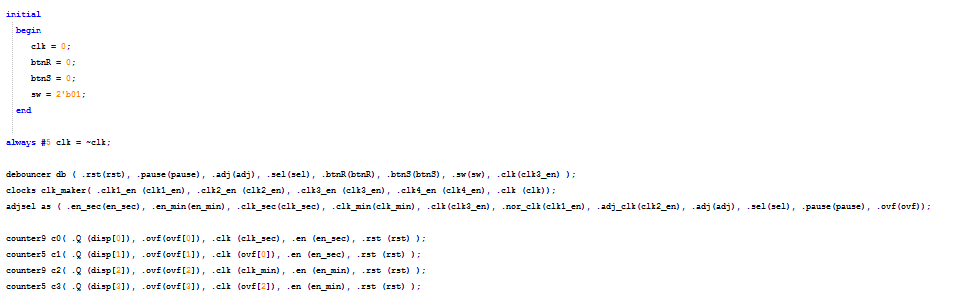 initial
begin
clk = 0;
btnR = 0;
btnS = 0;
sw = 2'b01;
end
always #5 clk = ~clk;
debouncer db ( .rst(rst), .pause(pause), .adj(adj), .sel(sel), .btnR(btnR), .btnS(btnS), .sw(sw), .clk(clk3_en) );
clocks clk_maker( .clk1_en (clk1_en), .clk2_en (clk2_en), .clk3_en (clk3_en), .clk4_en (clk4_en), .clk (clk));
adjsel as ( .en_sec(en_sec), .en_min(en_min), .clk_sec(clk_sec), .clk_min(clk_min), .clk(clk3_en), .nor_clk(clk1_en), .adj_clk(clk2_en), .adj(adj), .sel(sel), .pause(pause), .ovf(ovf));
counter9 c0( .Q (disp[0]), .ovf(ovf[0]), .clk (clk_sec), .en (en_sec), .rst (rst) );
counter5 c1( .Q (disp[1]), .ovf(ovf[1]), .clk (ovf[0]), .en (en_sec), .rst (rst) );
counter9 c2( .Q (disp[2]), .ovf(ovf[2]), .clk (clk_min), .en (en_min), .rst (rst) );
counter5 c3( .Q (disp[3]), .ovf(ovf[3]), .clk (ovf[2]), .en (en_min), .rst (rst) );